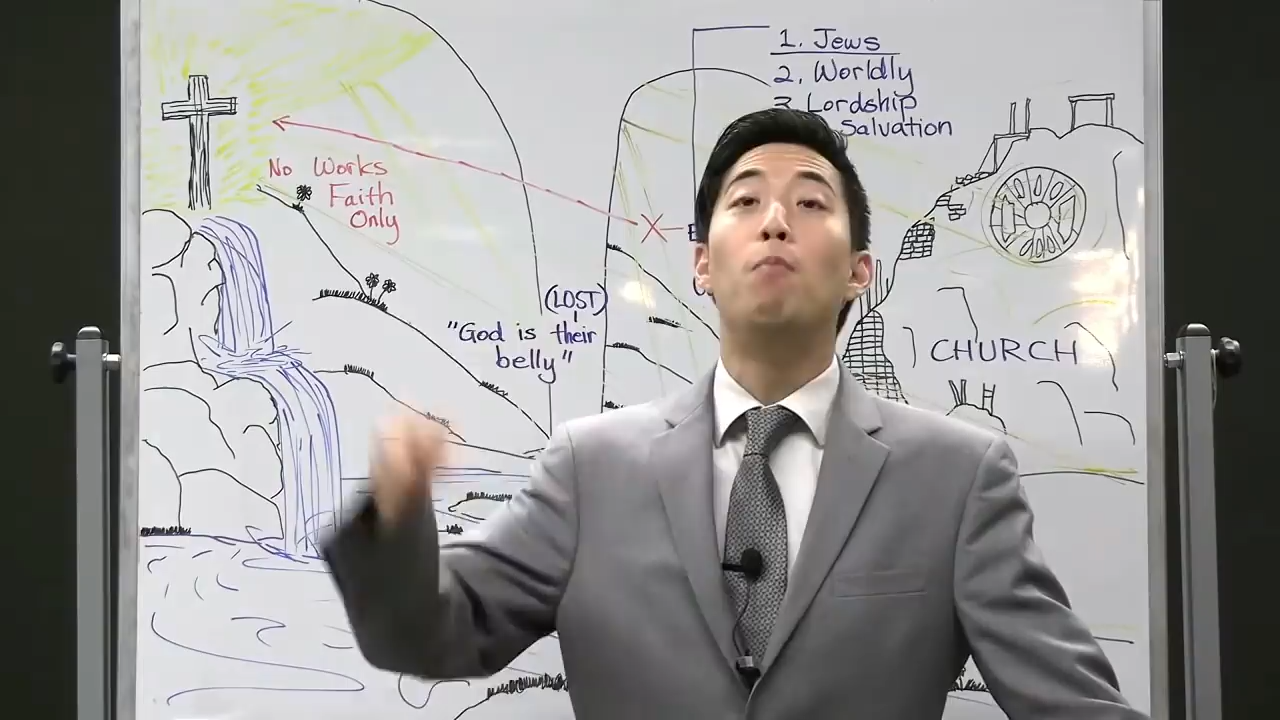 1. Jews
2. Worldly
3. Lordship
Salvation
No Works
Faith
Only
(LOST)
"God is their
belly"
CHURCH